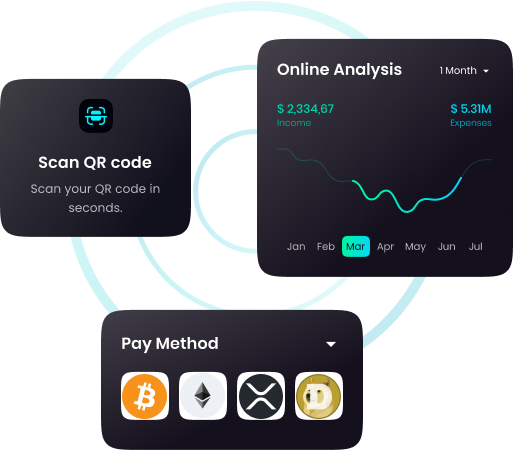 Online Analysis
1 Month
$ 2,334,67
$ 5.31M
Income
Expenses
Jan Feb Mar Apr May Jun Jul
Scan QR code
Scan your QR code in
seconds.
Pay Method